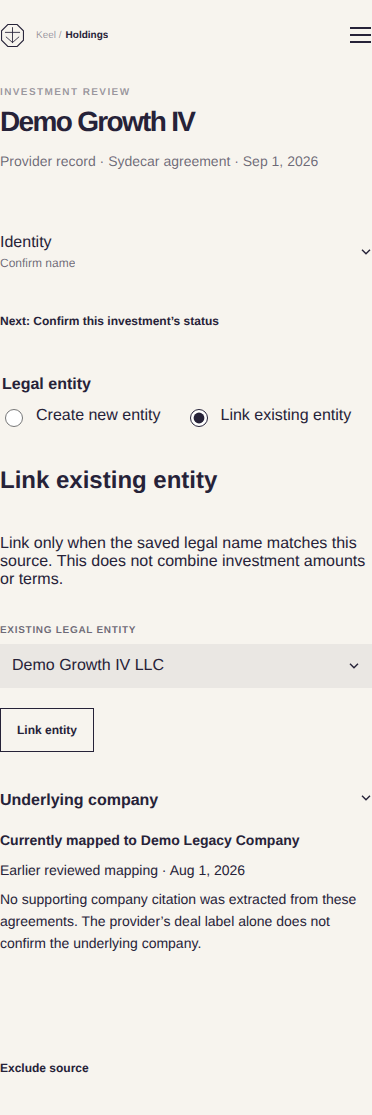 Keel / Holdings
INVESTMENT REVIEW
Demo Growth IV
Provider record · Sydecar agreement · Sep 1, 2026
Identity
Confirm name
Next: Confirm this investment’s status
Legal entity
Create new entity
Link existing entity
Link existing entity
Link only when the saved legal name matches this
source. This does not combine investment amounts
or terms.
EXISTING LEGAL ENTITY
Demo Growth IV LLC
Link entity
Underlying company
Currently mapped to Demo Legacy Company
Earlier reviewed mapping · Aug 1, 2026
No supporting company citation was extracted from these
agreements. The provider’s deal label alone does not
confirm the underlying company.
Exclude source